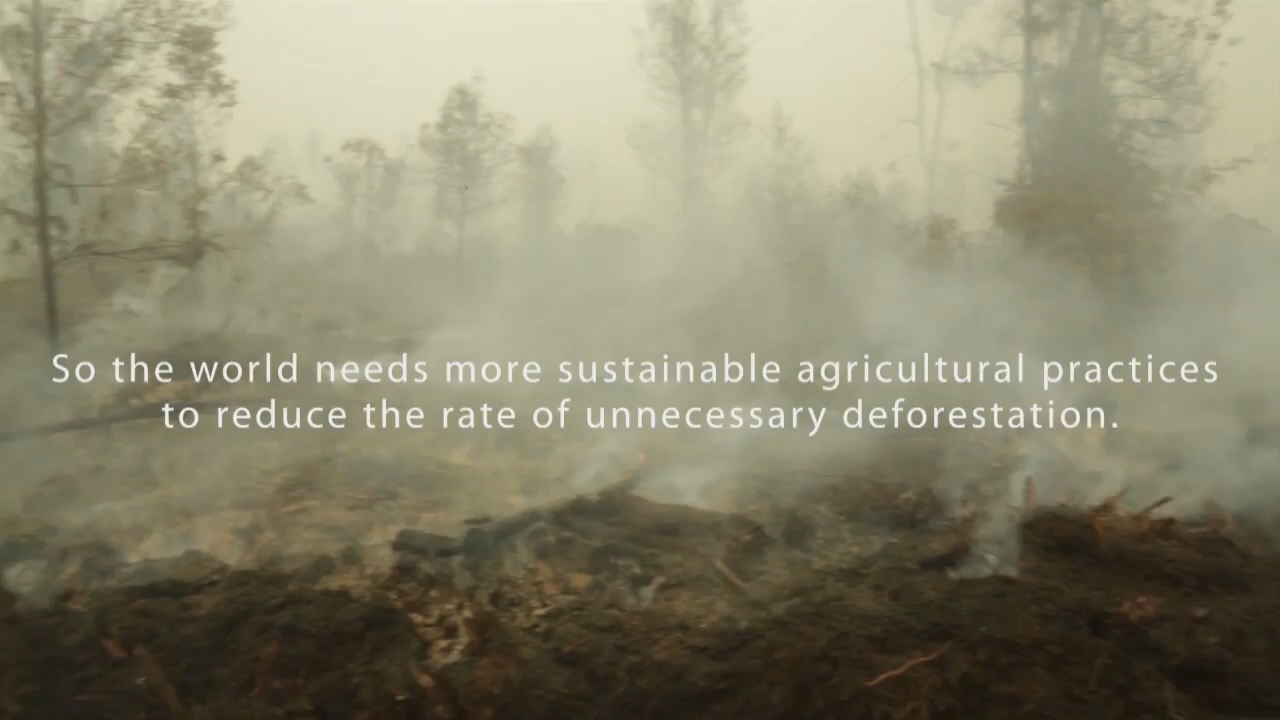 So the world needs more sustainable agricultural practices
to reduce the rate of unnecessary deforestation.